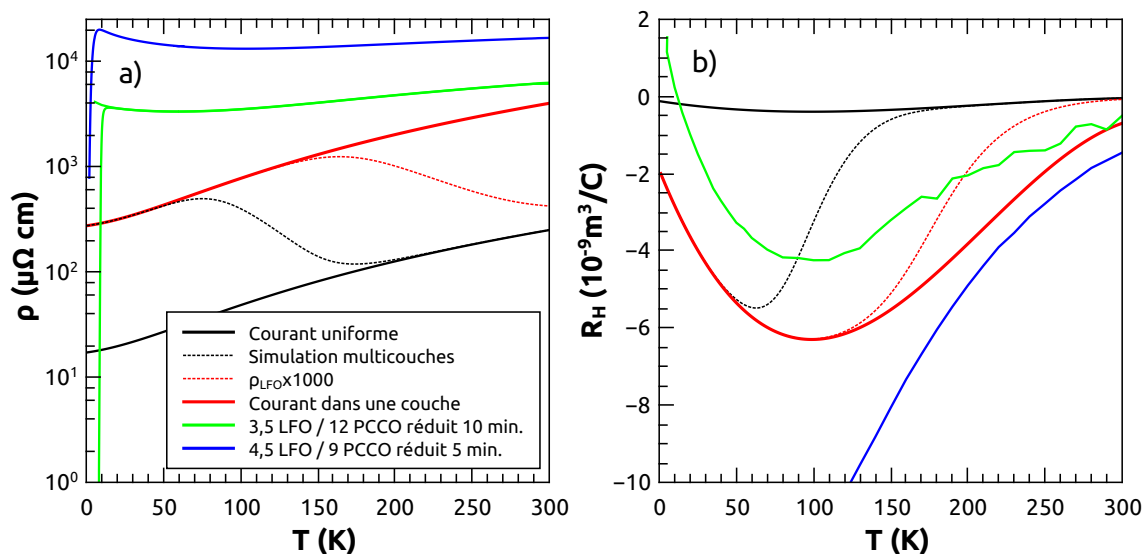 a)
10⁴
10³
10²
10¹
10⁰
ρ (μΩ cm)
Courant uniforme
Simulation multicouches
ρLFOx1000
Courant dans une couche
3,5 LFO / 12 PCCO réduit 10 min.
4,5 LFO / 9 PCCO réduit 5 min.
0 50 100 150 200 250 300
T (K)
b)
2
0
−2
−4
−6
−8
−10
RH (10⁻⁹m³/C)
0 50 100 150 200 250 300
T (K)